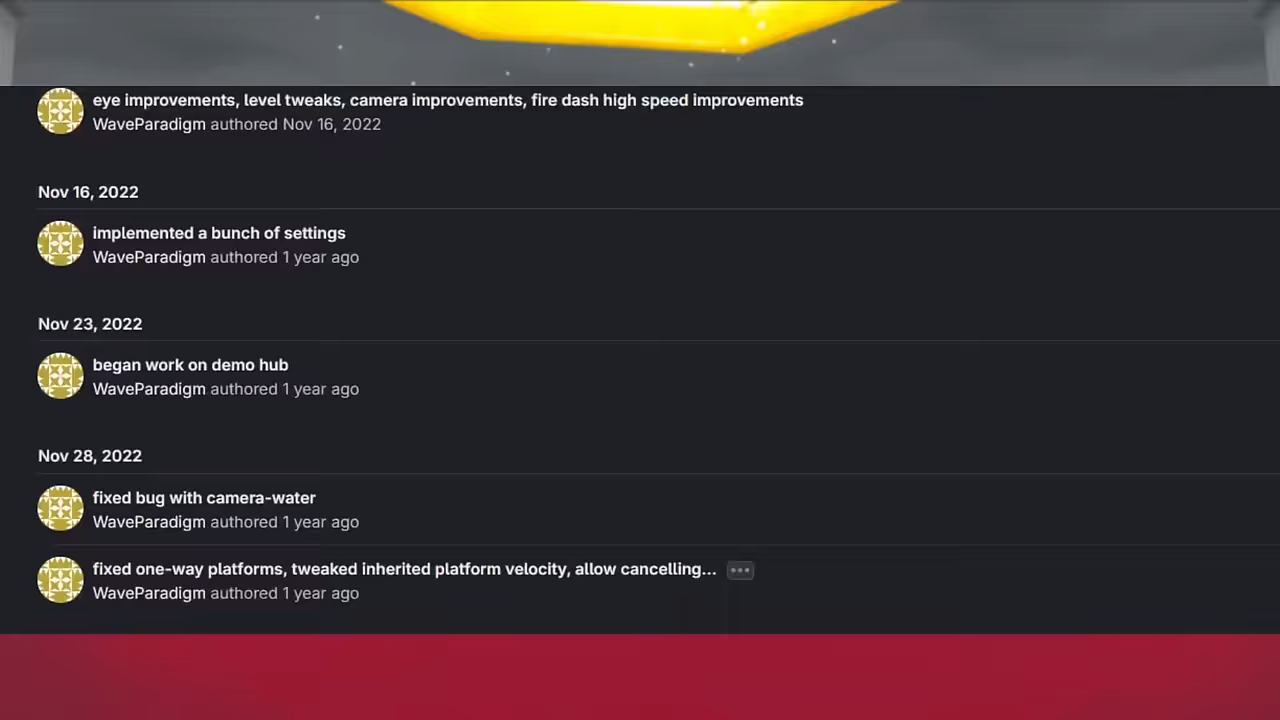 eye improvements, level tweaks, camera improvements, fire dash high speed improvements
WaveParadigm authored Nov 16, 2022
Nov 16, 2022
implemented a bunch of settings
WaveParadigm authored 1 year ago
Nov 23, 2022
began work on demo hub
WaveParadigm authored 1 year ago
Nov 28, 2022
fixed bug with camera-water
WaveParadigm authored 1 year ago
fixed one-way platforms, tweaked inherited platform velocity, allow cancelling...
WaveParadigm authored 1 year ago